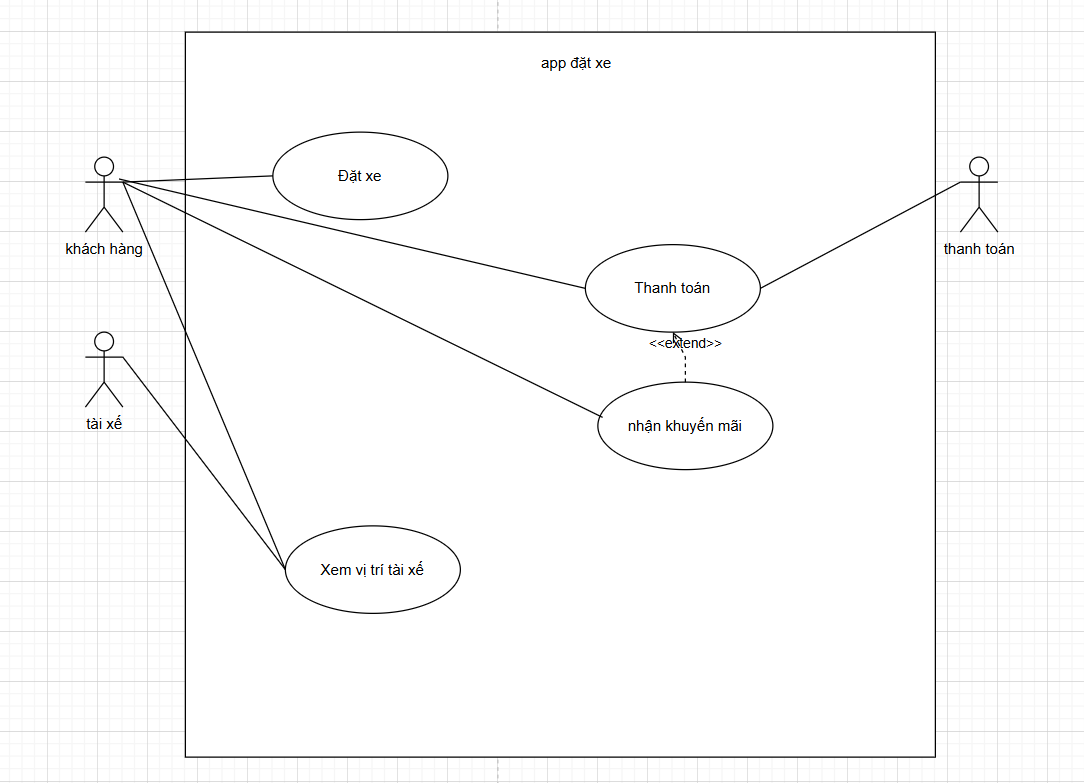 app đặt xe
Đặt xe
khách hàng
thanh toán
Thanh toán
<<extend>>
tài xế
nhận khuyến mãi
Xem vị trí tài xế